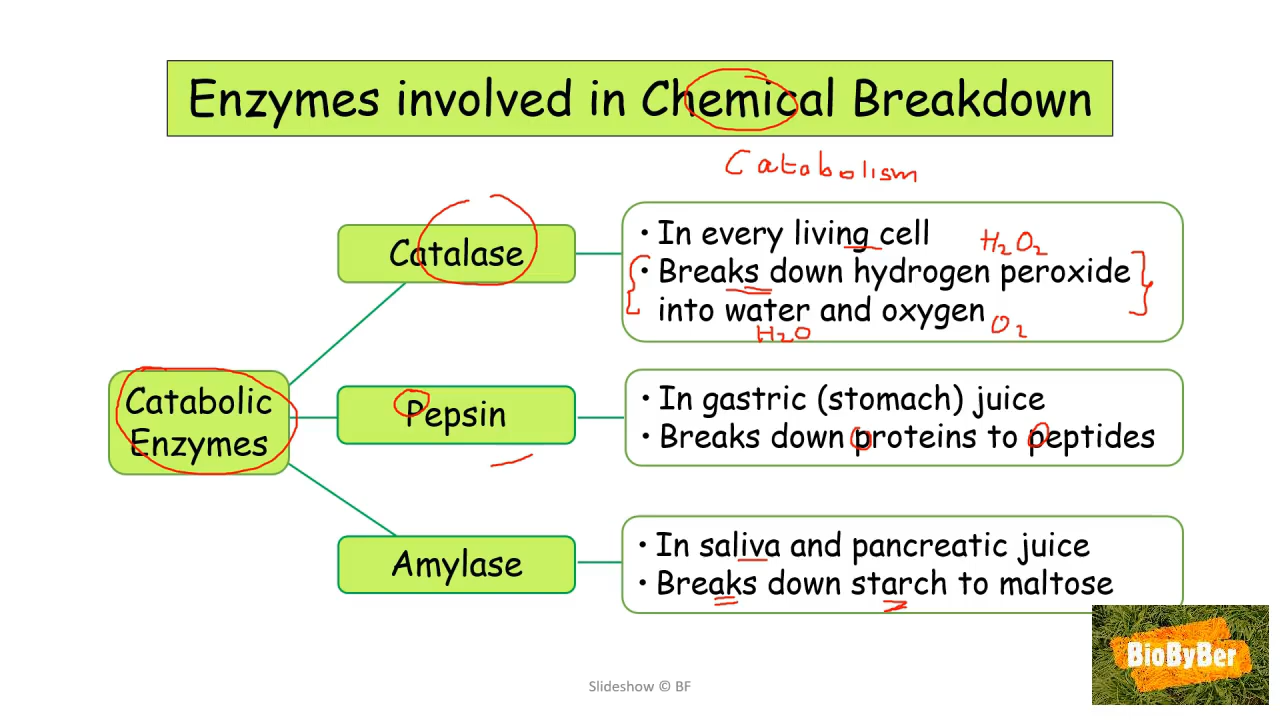 Enzymes involved in Chemical Breakdown
Catabolism
Catalase
• In every living cell
H₂O₂
• Breaks down hydrogen peroxide
into water and oxygen
H₂O
O₂
Catabolic
Enzymes
Pepsin
• In gastric (stomach) juice
• Breaks down proteins to peptides
Amylase
• In saliva and pancreatic juice
• Breaks down starch to maltose
BioByBer
Slideshow © BF